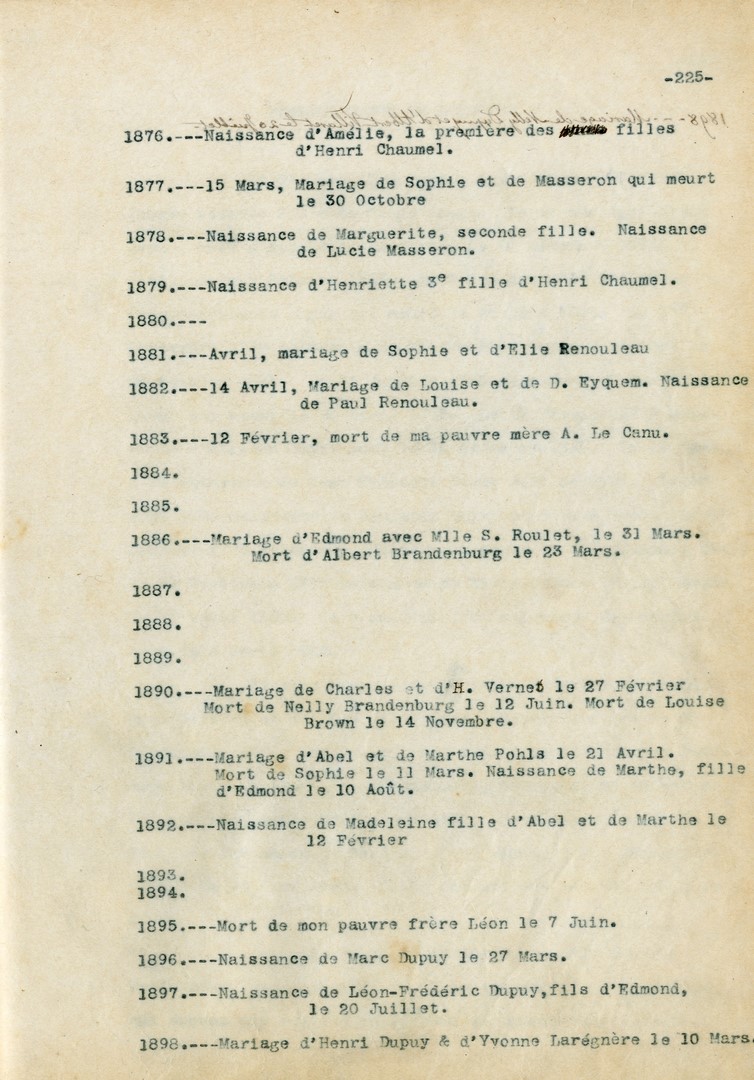 -225-
1876.---Naissance d'Amélie, la première des filles
d'Henri Chaumel.
1877.---15 Mars, Mariage de Sophie et de Masseron qui meurt
le 30 Octobre
1878.---Naissance de Marguerite, seconde fille. Naissance
de Lucie Masseron.
1879.---Naissance d'Henriette 3e fille d'Henri Chaumel.
1880.---
1881.---Avril, mariage de Sophie et d'Elie Renouleau
1882.---14 Avril, Mariage de Louise et de D. Eyquem. Naissance
de Paul Renouleau.
1883.---12 Février, mort de ma pauvre mère A. Le Canu.
1884.
1885.
1886.---Mariage d'Edmond avec Mlle S. Roulet, le 31 Mars.
Mort d'Albert Brandenburg le 23 Mars.
1887.
1888.
1889.
1890.---Mariage de Charles et d'H. Vernet le 27 Février
Mort de Nelly Brandenburg le 12 Juin. Mort de Louise
Brown le 14 Novembre.
1891.---Mariage d'Abel et de Marthe Pohls le 21 Avril.
Mort de Sophie le 11 Mars. Naissance de Marthe, fille
d'Edmond le 10 Août.
1892.---Naissance de Madeleine fille d'Abel et de Marthe le
12 Février
1893.
1894.
1895.---Mort de mon pauvre frère Léon le 7 Juin.
1896.---Naissance de Marc Dupuy le 27 Mars.
1897.---Naissance de Léon-Frédéric Dupuy,fils d'Edmond,
le 20 Juillet.
1898.---Mariage d'Henri Dupuy & d'Yvonne Larégnère le 10 Mars.